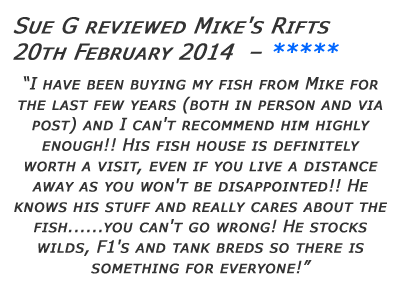 Sue G reviewed Mike's Rifts
20th February 2014 – *****
“I have been buying my fish from Mike for
the last few years (both in person and via
post) and I can't recommend him highly
enough!! His fish house is definitely
worth a visit, even if you live a distance
away as you won't be disappointed!! He
knows his stuff and really cares about the
fish......you can't go wrong! He stocks
wilds, F1's and tank breds so there is
something for everyone!”